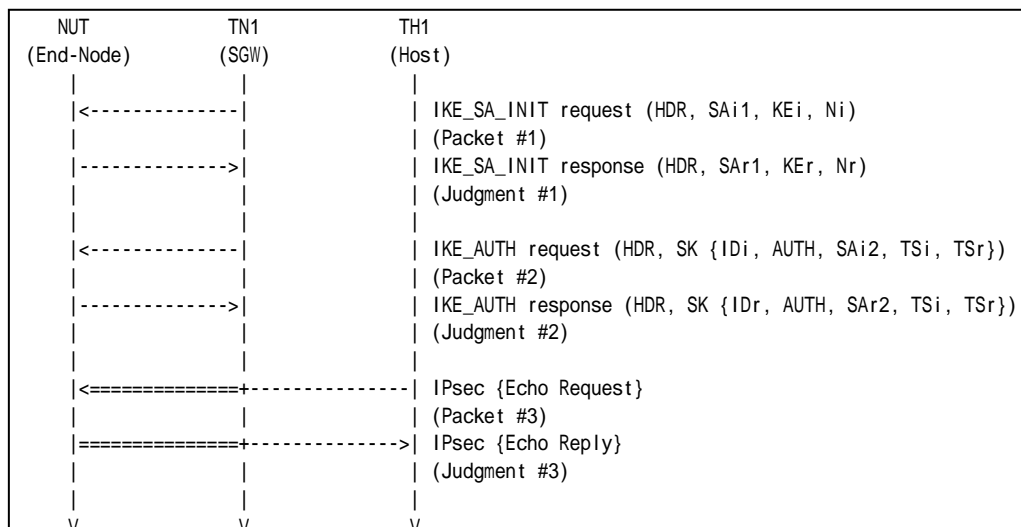 NUT TN1 TH1
(End-Node) (SGW) (Host)
| | |
|<--------------| | IKE_SA_INIT request (HDR, SAi1, KEi, Ni)
| | | (Packet #1)
|-------------->| | IKE_SA_INIT response (HDR, SAr1, KEr, Nr)
| | | (Judgment #1)
| | |
|<--------------| | IKE_AUTH request (HDR, SK {IDi, AUTH, SAi2, TSi, TSr})
| | | (Packet #2)
|-------------->| | IKE_AUTH response (HDR, SK {IDr, AUTH, SAr2, TSi, TSr})
| | | (Judgment #2)
| | |
|<==============+---------------| IPsec {Echo Request}
| | | (Packet #3)
|===============+-------------->| IPsec {Echo Reply}
| | | (Judgment #3)
| | |
V V V